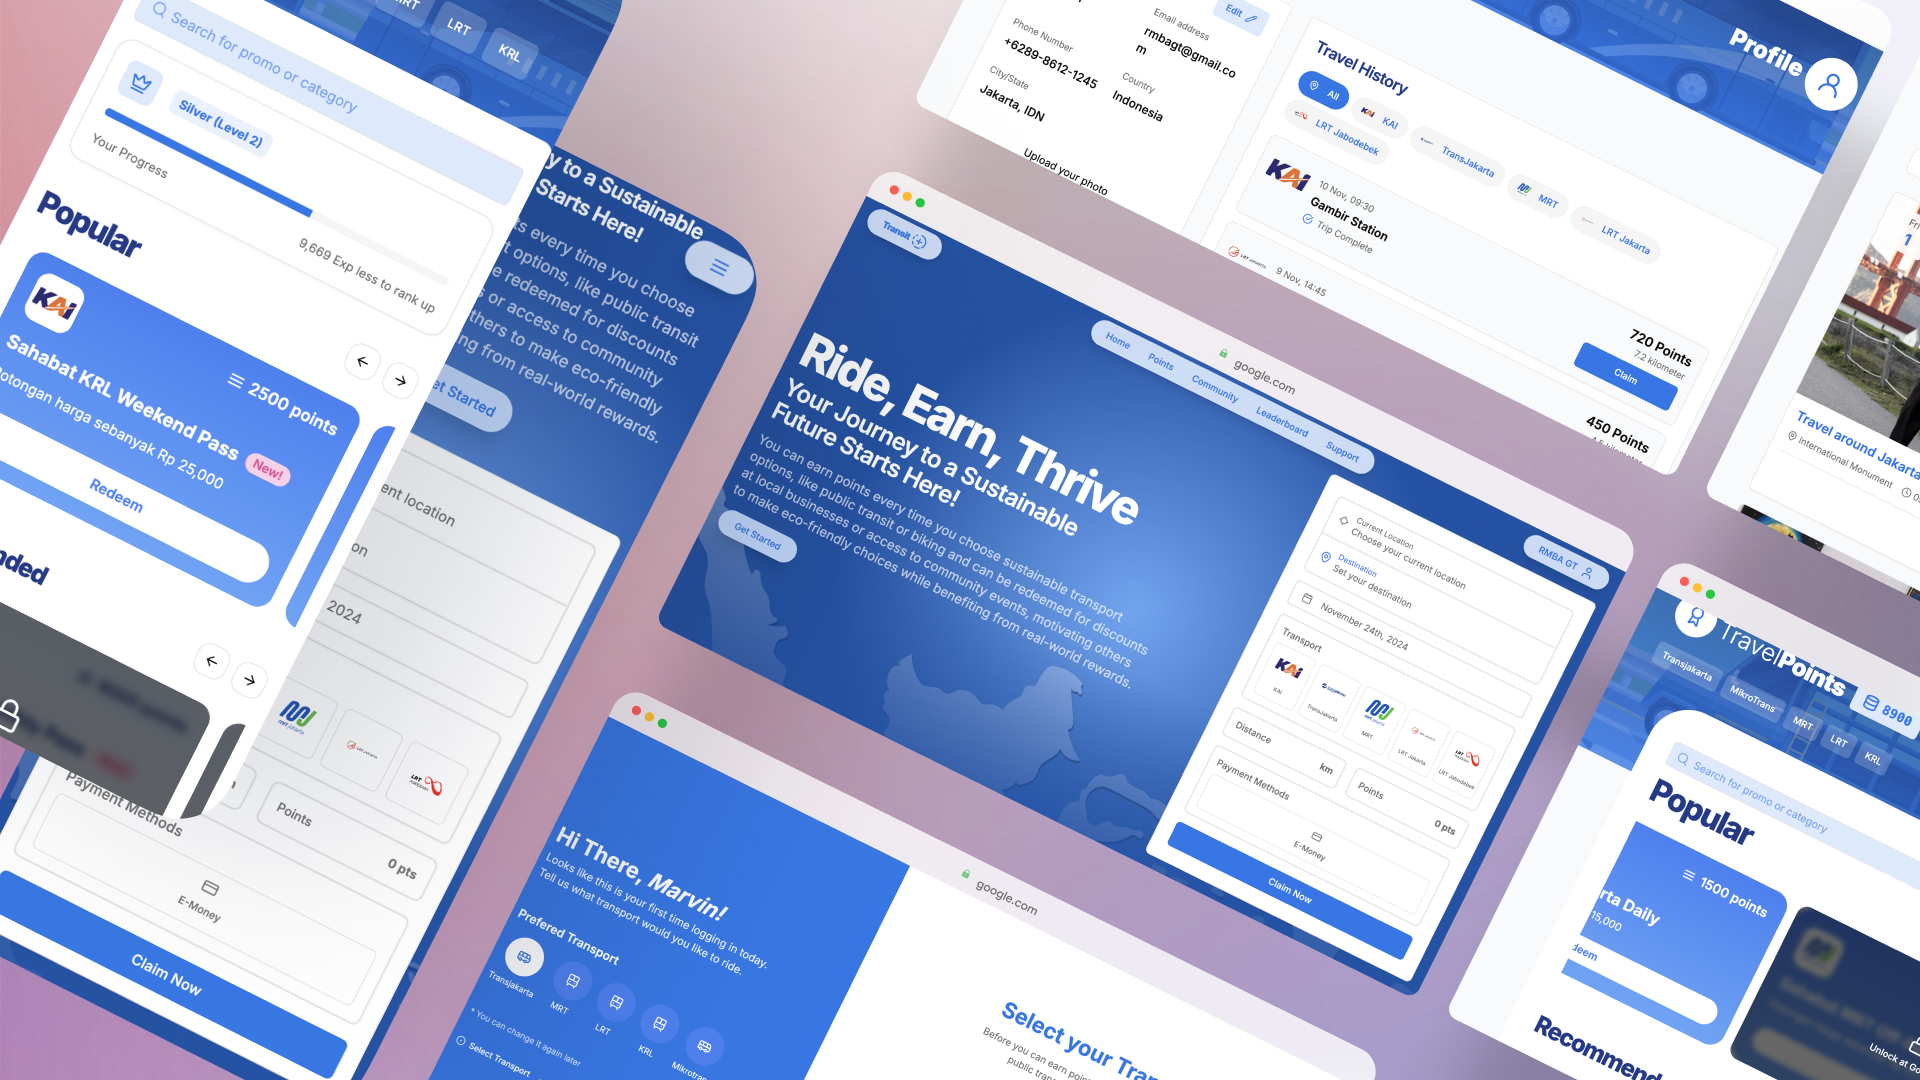 MRT
LRT
KRL
Search for promo or category
Silver (Level 2)
Your Progress
9,669 Exp less to rank up
Popular
KAI
2500 points
Sahabat KRL Weekend Pass
New!
Potongan harga sebanyak Rp 25,000
Redeem
y to a Sustainable
Starts Here!
ts every time you choose
t options, like public transit
redeemed for discounts
s or access to community
thers to make eco-friendly
ng from real-world rewards.
et Started
ent location
on
2024
mrt jakarta
LRT Jakarta
LRT
Points
Payment Methods
0 pts
E-Money
Claim Now
Edit
Email address
rmbagt@gmail.co
m
Phone Number
+6289-8612-1245
Country
Indonesia
City/State
Jakarta, IDN
Upload your photo
Profile
Travel History
All
KAI
TransJakarta
MRT
LRT Jakarta
LRT Jabodebek
KAI
10 Nov, 09:30
Gambir Station
Trip Complete
720 Points
7.2 kilometer
Claim
9 Nov, 14:45
450 Points
Fri
1
Travel around Jakarta
International Monument
Transit
google.com
Home
Points
Community
Leaderboard
Support
RMBA GT
Ride, Earn, Thrive
Your Journey to a Sustainable
Future Starts Here!
You can earn points every time you choose sustainable transport
options, like public transit or biking and can be redeemed for discounts
at local businesses or access to community events, motivating others
to make eco-friendly choices while benefiting from real-world rewards.
Get Started
Current Location
Choose your current location
Destination
Set your destination
November 24th, 2024
Transport
KAI
TransJakarta
MRT
LRT Jakarta
LRT Jabodebek
Distance
km
Points
0 pts
Payment Methods
E-Money
Claim Now
google.com
Hi There, Marvin!
Looks like this is your first time logging in today.
Tell us what transport would you like to ride.
Prefered Transport
Transjakarta
MRT
LRT
KRL
Mikrotrans
* You can change it again later
Select Transport
Select your Tran
Before you can earn poin
public tran
TravelPoints
8900
Transjakarta
MikroTrans
MRT
LRT
KRL
Search for promo or category
Popular
1500 points
rta Daily
15,000
deem
Unlock at Go
Recommend
nded